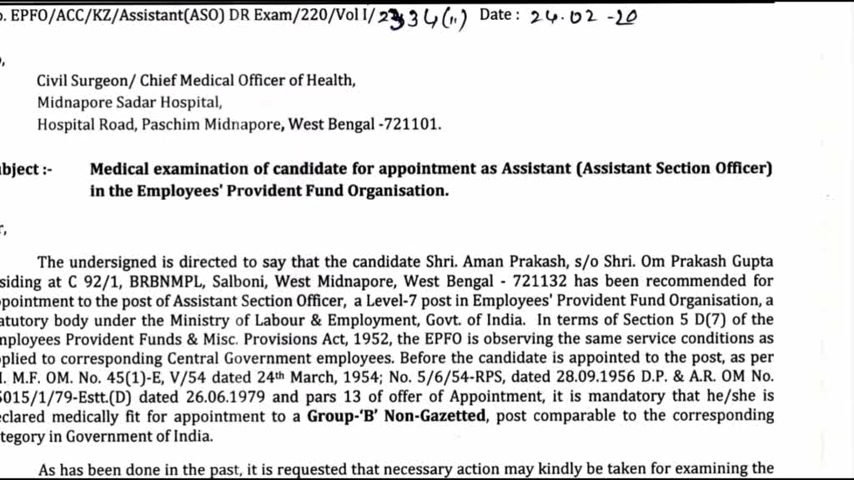 . EPFO/ACC/KZ/Assistant(ASO) DR Exam/220/Vol I/ 2334(11) Date : 24.02-20
,
Civil Surgeon/ Chief Medical Officer of Health,
Midnapore Sadar Hospital,
Hospital Road, Paschim Midnapore, West Bengal -721101.
bject :- Medical examination of candidate for appointment as Assistant (Assistant Section Officer)
in the Employees' Provident Fund Organisation.
r,
The undersigned is directed to say that the candidate Shri. Aman Prakash, s/o Shri. Om Prakash Gupta
siding at C 92/1, BRBNMPL, Salboni, West Midnapore, West Bengal - 721132 has been recommended for
pointment to the post of Assistant Section Officer, a Level-7 post in Employees' Provident Fund Organisation, a
atutory body under the Ministry of Labour & Employment, Govt. of India. In terms of Section 5 D(7) of the
mployees Provident Funds & Misc. Provisions Act, 1952, the EPFO is observing the same service conditions as
plied to corresponding Central Government employees. Before the candidate is appointed to the post, as per
. M.F. OM. No. 45(1)-E, V/54 dated 24th March, 1954; No. 5/6/54-RPS, dated 28.09.1956 D.P. & A.R. OM No.
015/1/79-Estt.(D) dated 26.06.1979 and pars 13 of offer of Appointment, it is mandatory that he/she is
clared medically fit for appointment to a Group-'B' Non-Gazetted, post comparable to the corresponding
tegory in Government of India.
As has been done in the past, it is requested that necessary action may kindly be taken for examining the